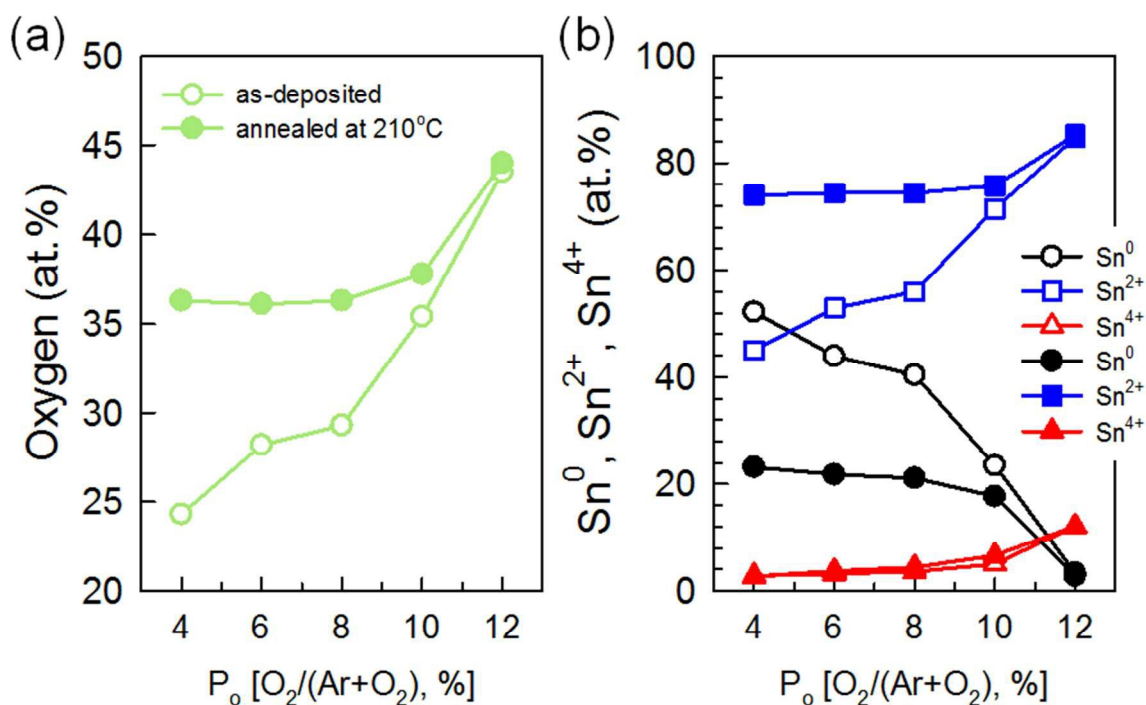 (a)
50
45
40
35
30
25
20
Oxygen (at.%)
as-deposited
annealed at 210°C
4 6 8 10 12
Pₒ [O₂/(Ar+O₂), %]
(b)
100
80
60
40
20
0
Sn⁰, Sn²⁺, Sn⁴⁺ (at.%)
Sn⁰
Sn²⁺
Sn⁴⁺
Sn⁰
Sn²⁺
Sn⁴⁺
4 6 8 10 12
Pₒ [O₂/(Ar+O₂), %]